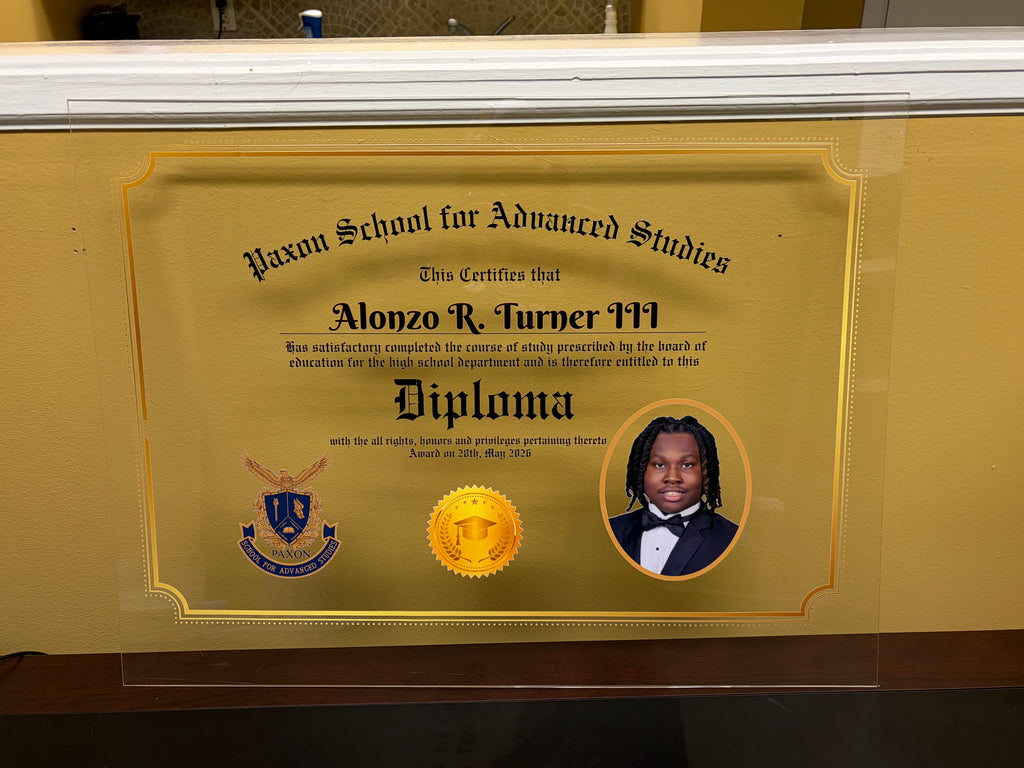 Paxon School for Advanced Studies
This Certifies that
Alonzo R. Turner III
Has satisfactory completed the course of study prescribed by the board of
education for the high school department and is therefore entitled to this
Diploma
with the all rights, honors and privileges pertaining thereto
Award on 28th, May 2026
PAXON
SCHOOL FOR ADVANCED STUDIES